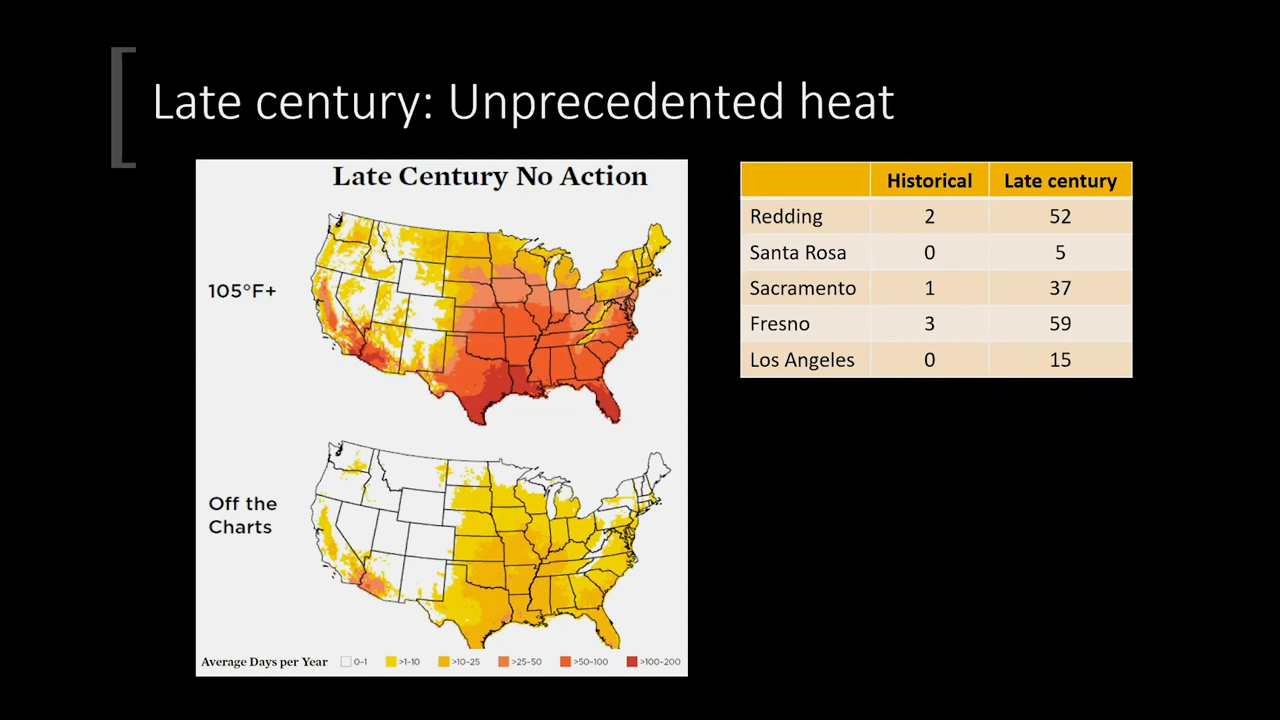 Late century: Unprecedented heat
Late Century No Action
105°F+
Off the
Charts
Average Days per Year 0-1 >1-10 >10-25 >25-50 >50-100 >100-200
Historical Late century
Redding 2 52
Santa Rosa 0 5
Sacramento 1 37
Fresno 3 59
Los Angeles 0 15